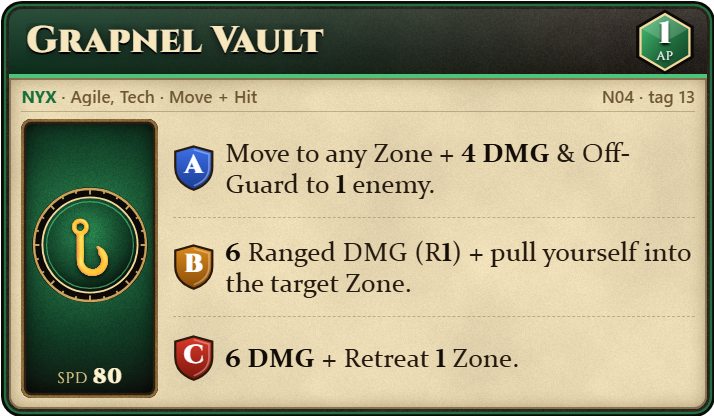 Grapnel Vault
1
AP
NYX · Agile, Tech · Move + Hit
N04 · tag 13
A
Move to any Zone + 4 DMG & Off-
Guard to 1 enemy.
B
6 Ranged DMG (R1) + pull yourself into
the target Zone.
C
6 DMG + Retreat 1 Zone.
SPD 80